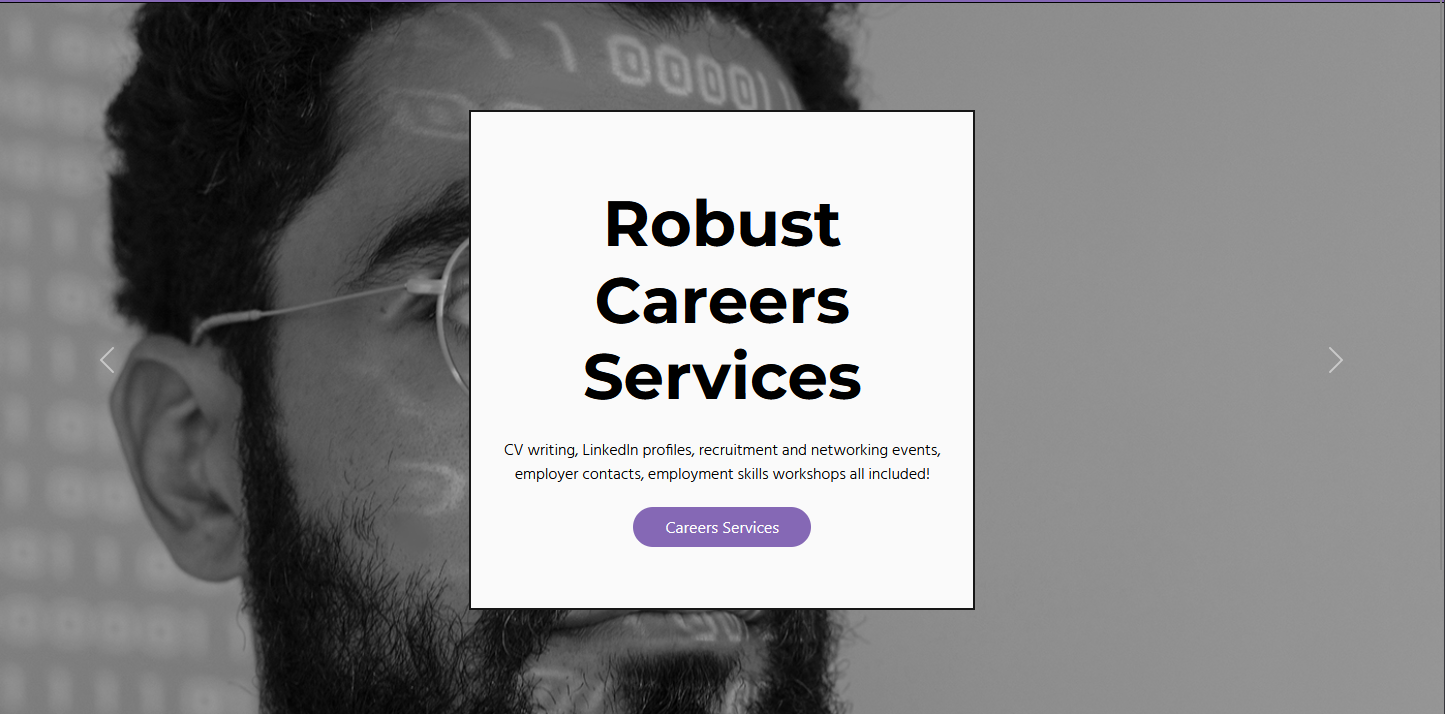 000011
Robust
Careers
Services
CV writing, LinkedIn profiles, recruitment and networking events,
employer contacts, employment skills workshops all included!
Careers Services